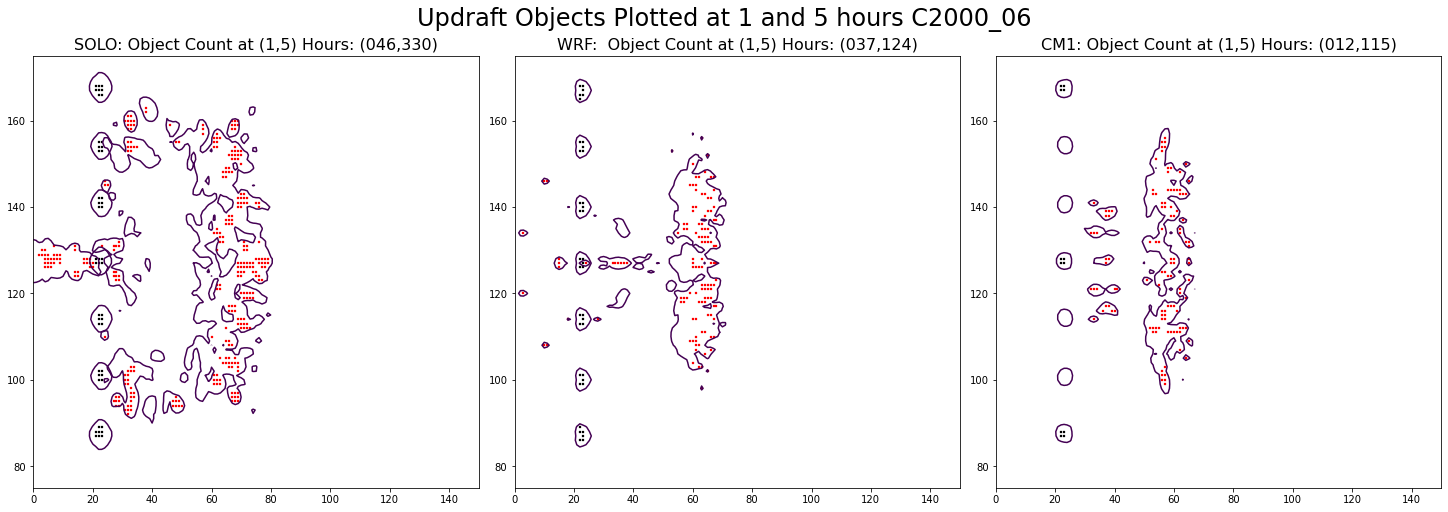 Updraft Objects Plotted at 1 and 5 hours C2000_06
SOLO: Object Count at (1,5) Hours: (046,330)
WRF:  Object Count at (1,5) Hours: (037,124)
CM1: Object Count at (1,5) Hours: (012,115)
160
140
120
100
80
0 20 40 60 80 100 120 140
160
140
120
100
80
0 20 40 60 80 100 120 140
160
140
120
100
80
0 20 40 60 80 100 120 140